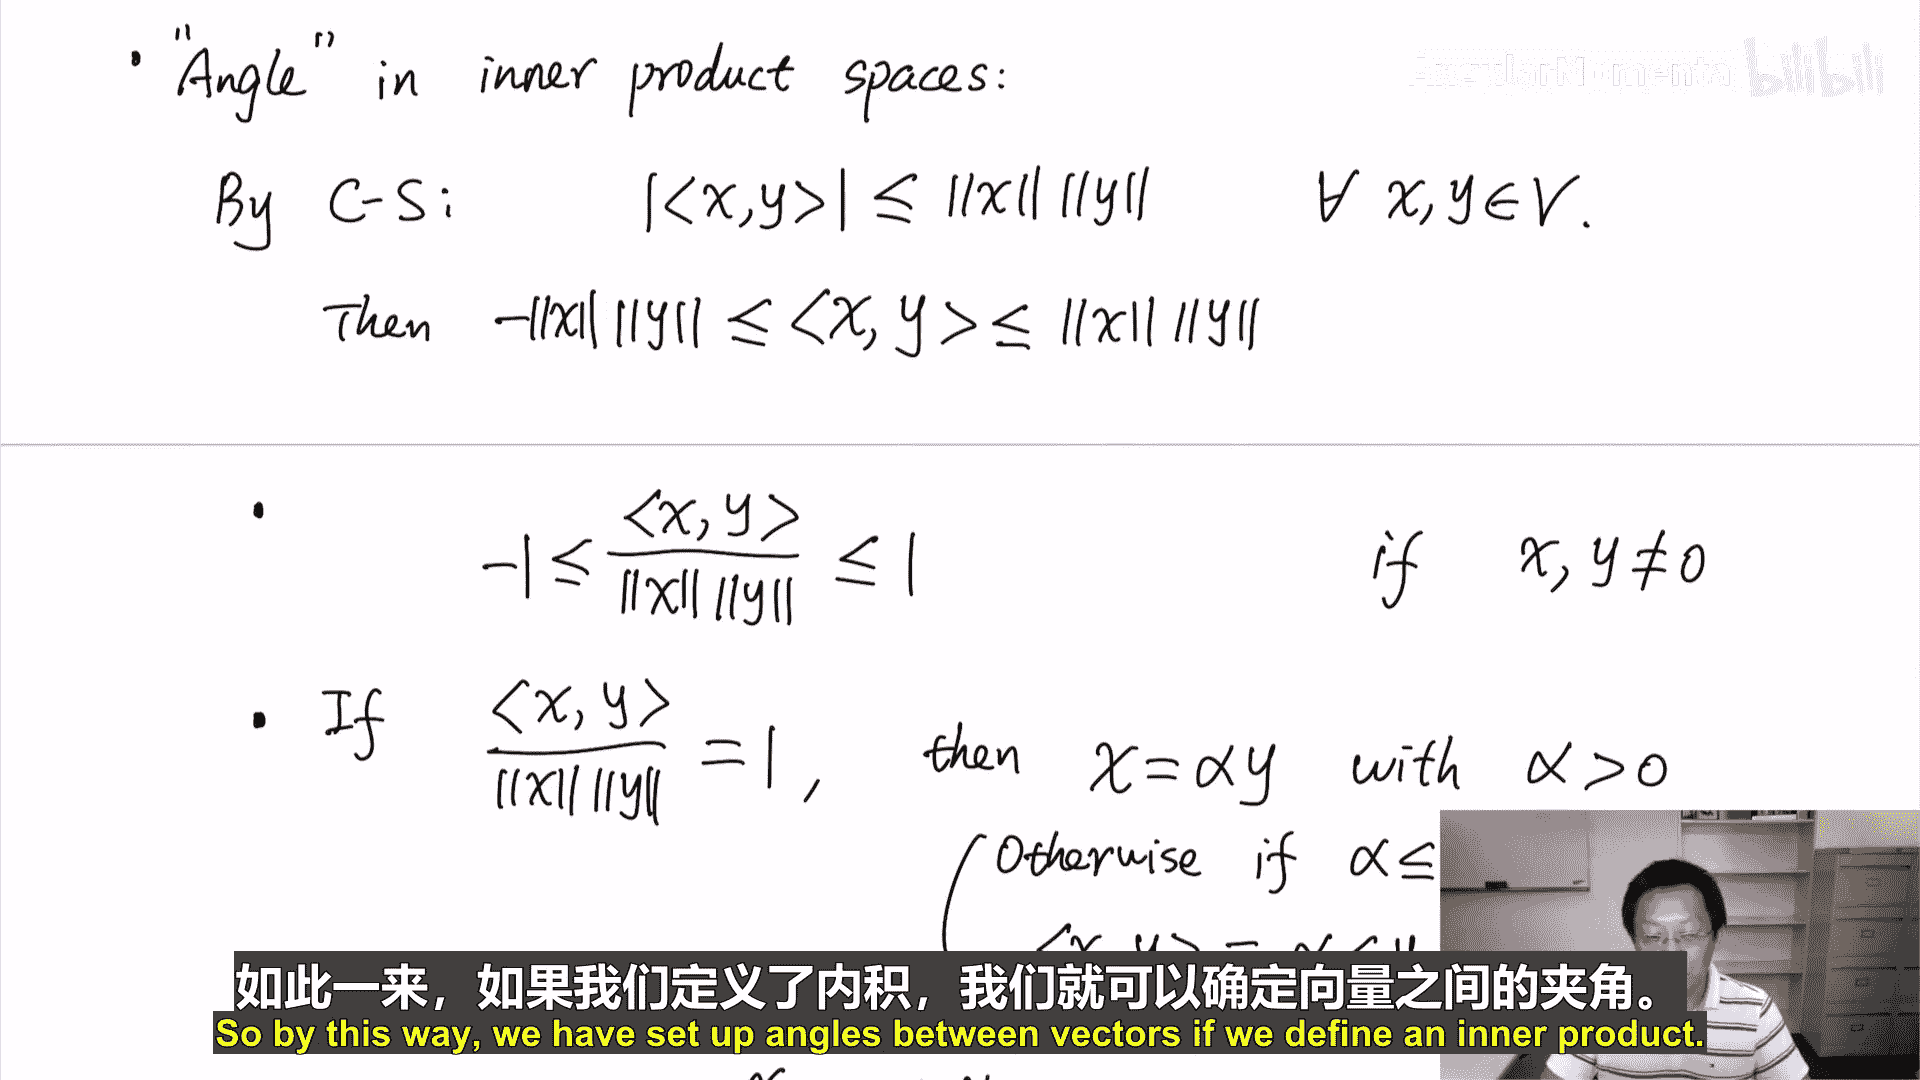 • "Angle" in inner product spaces:
bilibili
By C-S: |<x,y>| ≤ ||x|| ||y|| ∀ x,y∈V.
Then -||x|| ||y|| ≤ <x,y> ≤ ||x|| ||y||
• -1 ≤ <x,y> / ||x|| ||y|| ≤ 1 if x,y≠0
• If <x,y> / ||x|| ||y|| = 1, then x=αy with α>0
(Otherwise if α≤
如此一来，如果我们定义了内积，我们就可以确定向量之间的夹角。
So by this way, we have set up angles between vectors if we define an inner product.